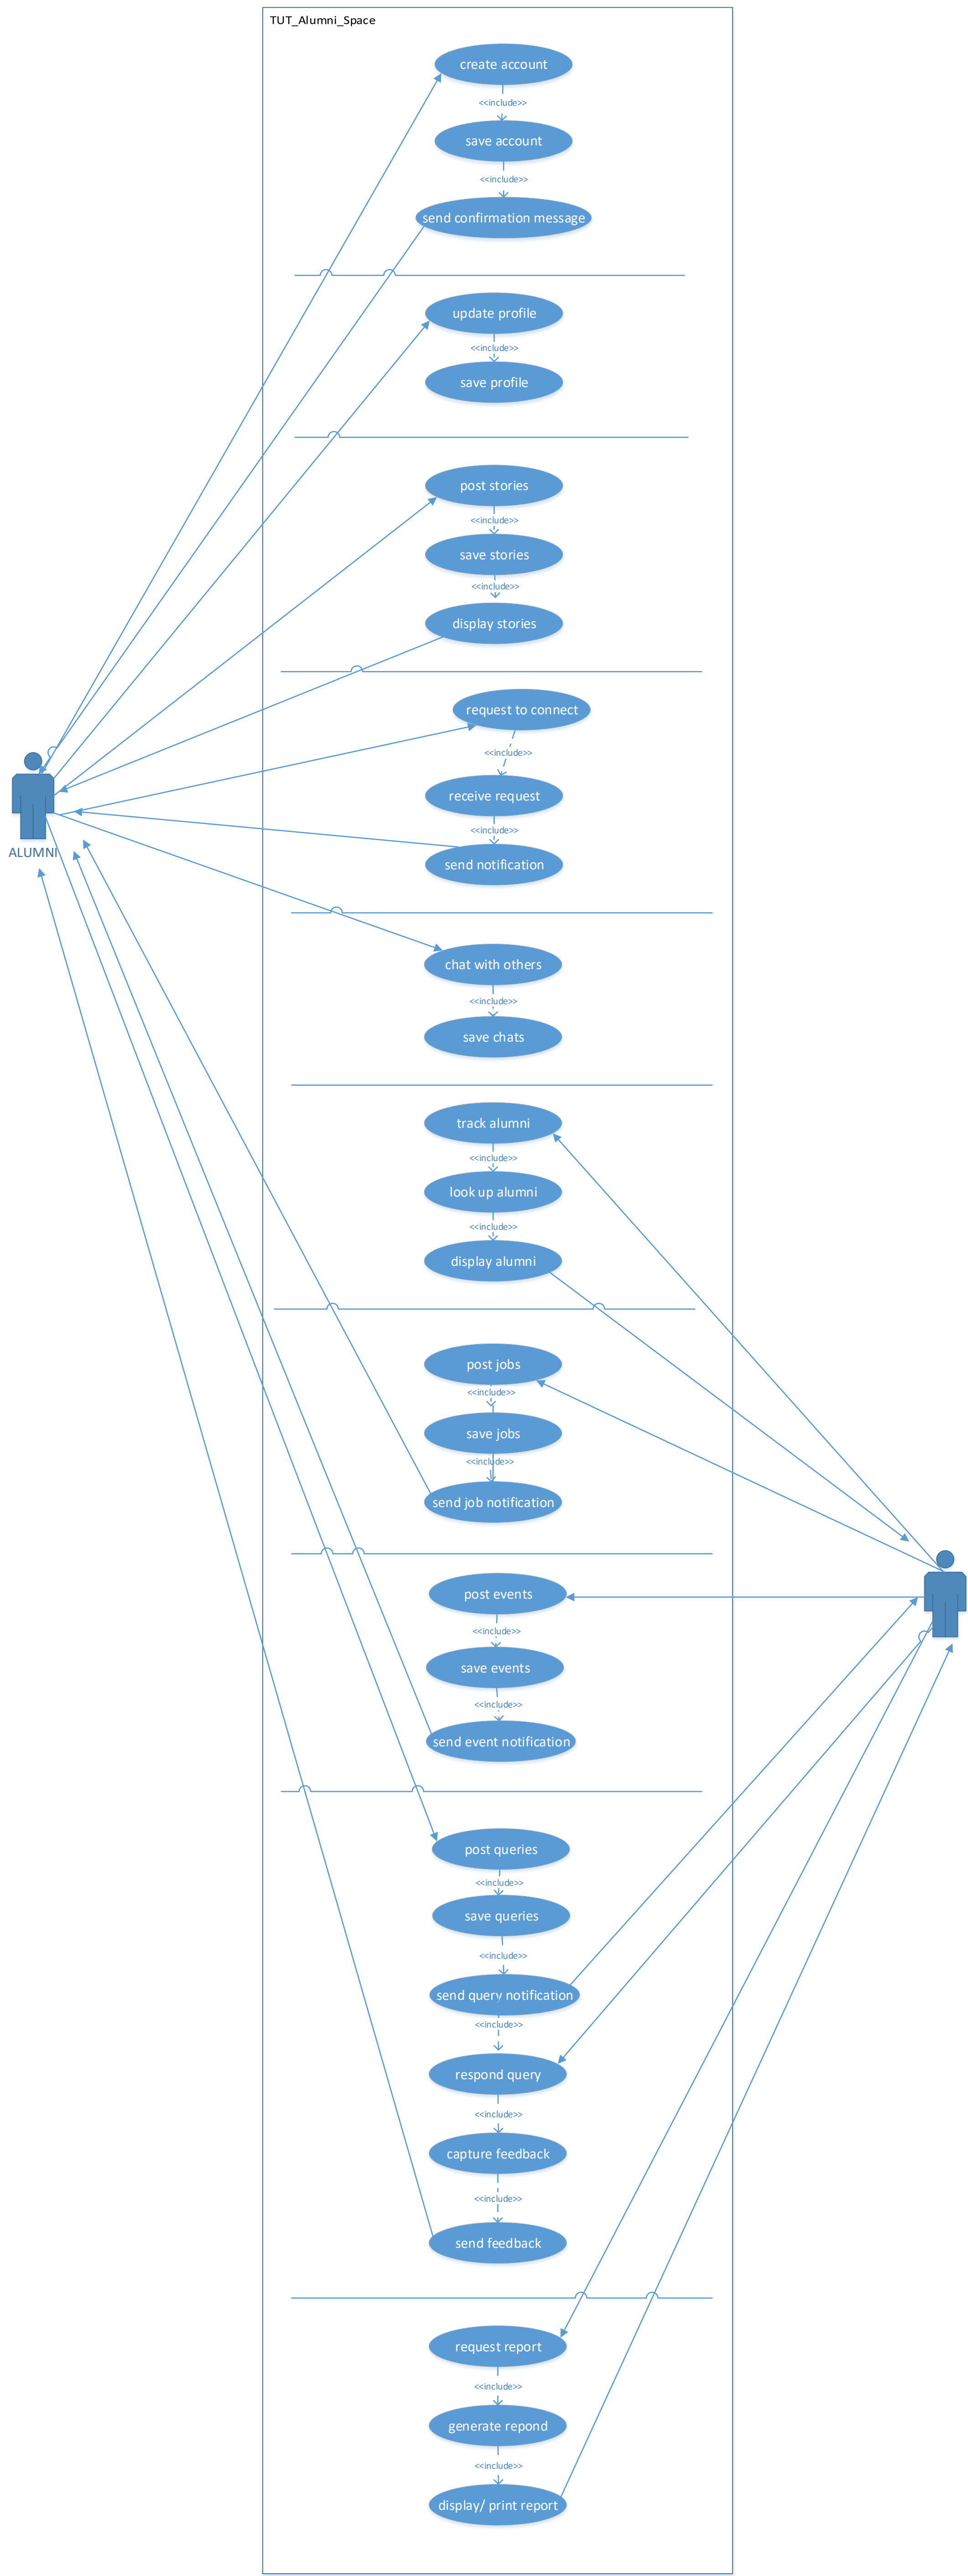 TUT_Alumni_Space
create account
<<include>>
save account
<<include>>
send confirmation message
update profile
<<include>>
save profile
post stories
<<include>>
save stories
<<include>>
display stories
request to connect
<<include>>
receive request
<<include>>
send notification
ALUMNI
chat with others
<<include>>
save chats
track alumni
<<include>>
look up alumni
<<include>>
display alumni
post jobs
<<include>>
save jobs
<<include>>
send job notification
post events
<<include>>
save events
<<include>>
send event notification
post queries
<<include>>
save queries
<<include>>
send query notification
<<include>>
respond query
<<include>>
capture feedback
<<include>>
send feedback
request report
<<include>>
generate repond
<<include>>
display/ print report